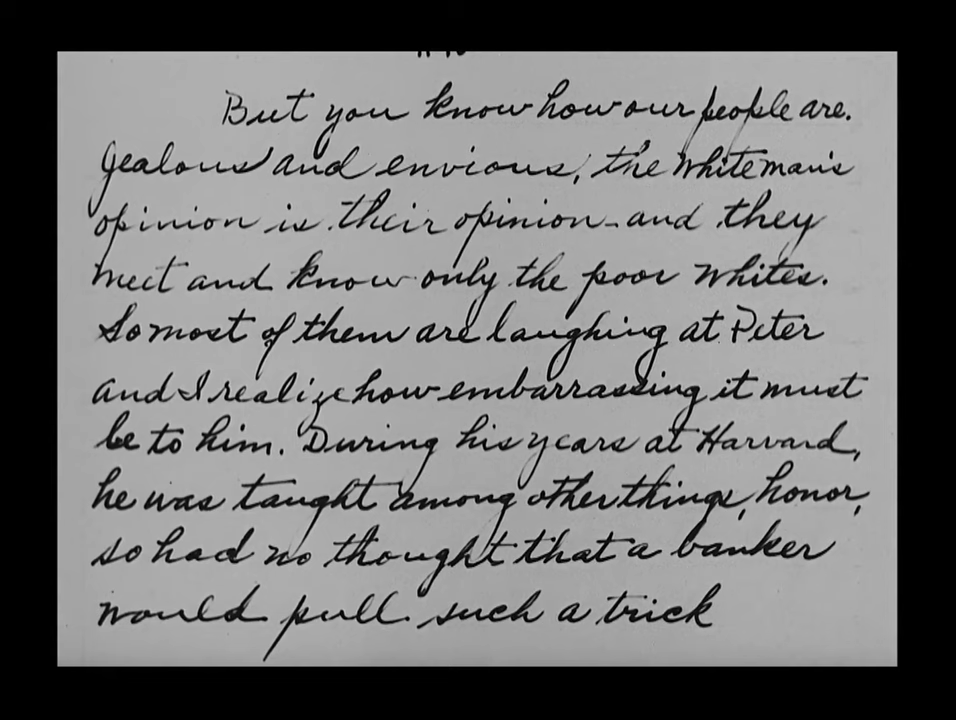 But you know how our people are.
Jealous and envious, the white man's
opinion is their opinion - and they
meet and know only the poor whites.
So most of them are laughing at Peter
and I realize how embarrassing it must
be to him. During his years at Harvard,
he was taught among other things, honor,
so had no thought that a banker
would pull such a trick